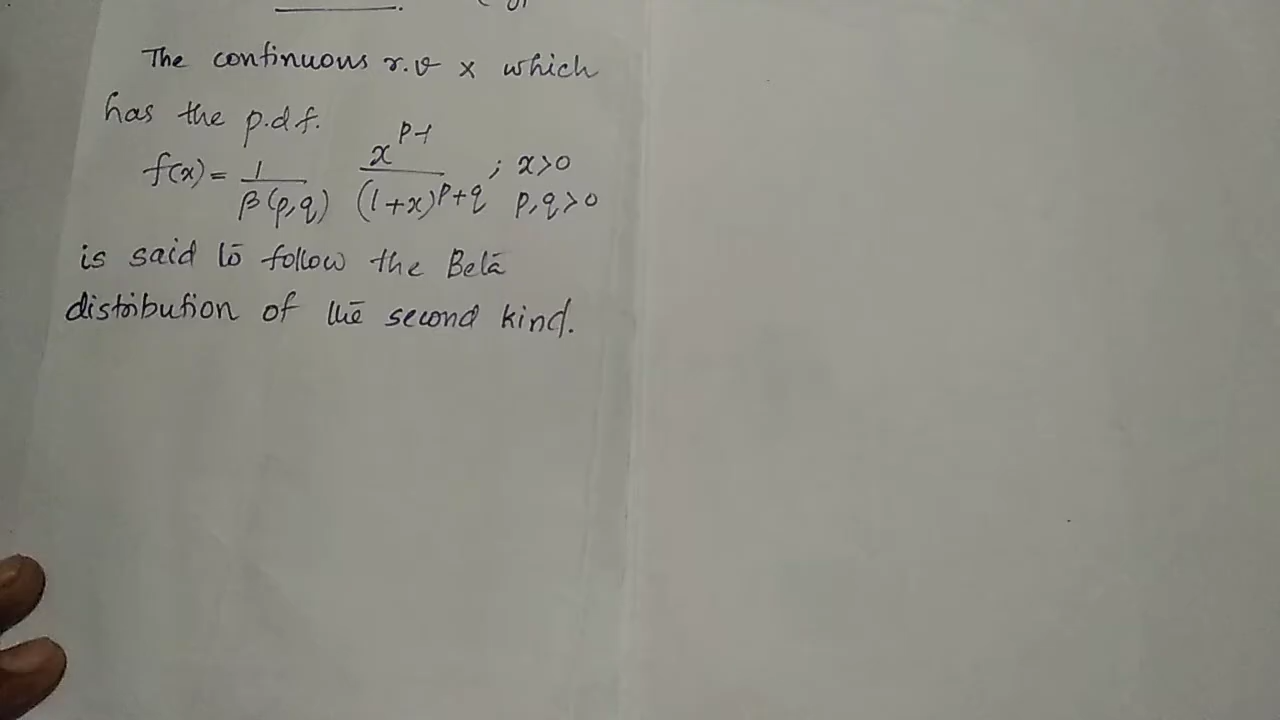 The continuous r.v x which
has the p.d.f.
f(x) = 1/β(p,q) x^(p-1)/(1+x)^(p+q) ; x>0 p,q>0
is said to follow the Beta
distribution of the second kind.